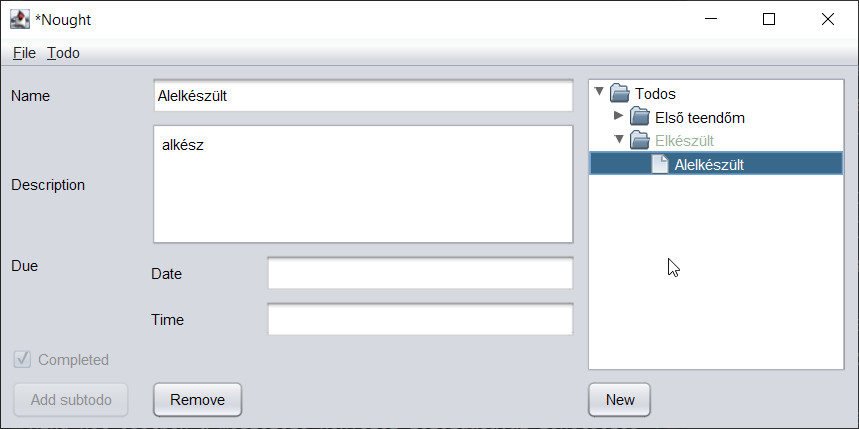 *Nought
File Todo
Name
Alelkészült
Description
alkész
Due
Date
Time
Completed
Add subtodo
Remove
Todos
Első teendőm
Elkészült
Alelkészült
New